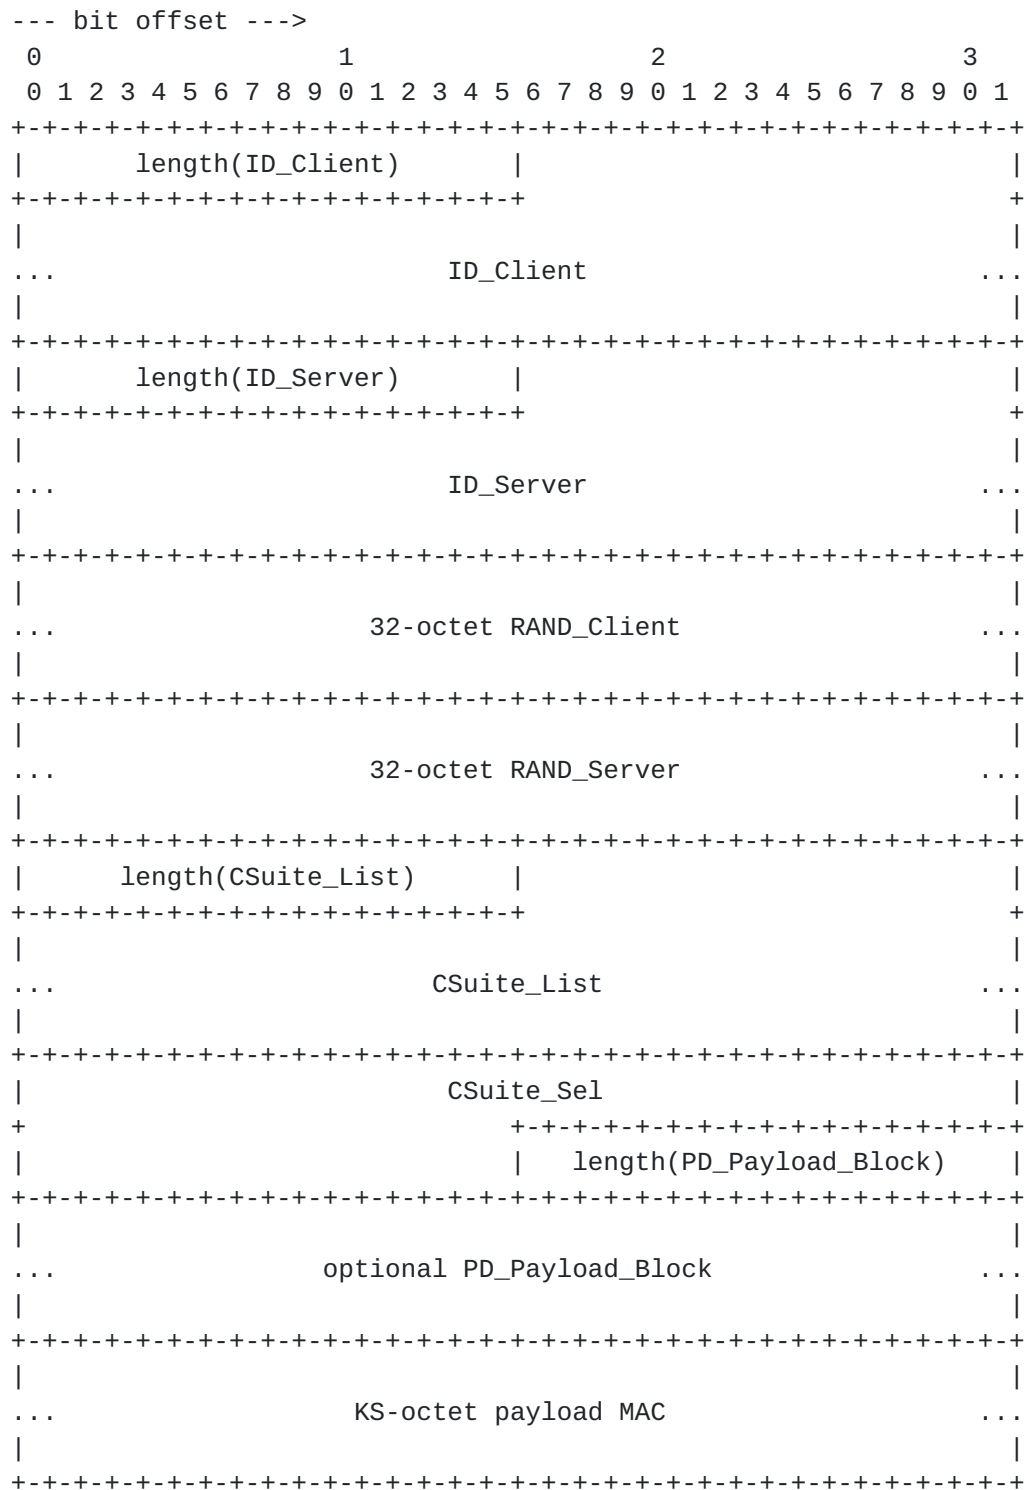 --- bit offset --->
 0                   1                   2                   3
 0 1 2 3 4 5 6 7 8 9 0 1 2 3 4 5 6 7 8 9 0 1 2 3 4 5 6 7 8 9 0 1
+-+-+-+-+-+-+-+-+-+-+-+-+-+-+-+-+-+-+-+-+-+-+-+-+-+-+-+-+-+-+-+-+
|       length(ID_Client)       |                               |
+-+-+-+-+-+-+-+-+-+-+-+-+-+-+-+-+                               +
|                                                               |
...                         ID_Client                         ...
|                                                               |
+-+-+-+-+-+-+-+-+-+-+-+-+-+-+-+-+-+-+-+-+-+-+-+-+-+-+-+-+-+-+-+-+
|       length(ID_Server)       |                               |
+-+-+-+-+-+-+-+-+-+-+-+-+-+-+-+-+                               +
|                                                               |
...                         ID_Server                         ...
|                                                               |
+-+-+-+-+-+-+-+-+-+-+-+-+-+-+-+-+-+-+-+-+-+-+-+-+-+-+-+-+-+-+-+-+
|                                                               |
...                    32-octet RAND_Client                   ...
|                                                               |
+-+-+-+-+-+-+-+-+-+-+-+-+-+-+-+-+-+-+-+-+-+-+-+-+-+-+-+-+-+-+-+-+
|                                                               |
...                    32-octet RAND_Server                   ...
|                                                               |
+-+-+-+-+-+-+-+-+-+-+-+-+-+-+-+-+-+-+-+-+-+-+-+-+-+-+-+-+-+-+-+-+
|      length(CSuite_List)      |                               |
+-+-+-+-+-+-+-+-+-+-+-+-+-+-+-+-+                               +
|                                                               |
...                        CSuite_List                        ...
|                                                               |
+-+-+-+-+-+-+-+-+-+-+-+-+-+-+-+-+-+-+-+-+-+-+-+-+-+-+-+-+-+-+-+-+
|                           CSuite_Sel                          |
+                               +-+-+-+-+-+-+-+-+-+-+-+-+-+-+-+-+
|                               |   length(PD_Payload_Block)    |
+-+-+-+-+-+-+-+-+-+-+-+-+-+-+-+-+-+-+-+-+-+-+-+-+-+-+-+-+-+-+-+-+
|                                                               |
...                 optional PD_Payload_Block                 ...
|                                                               |
+-+-+-+-+-+-+-+-+-+-+-+-+-+-+-+-+-+-+-+-+-+-+-+-+-+-+-+-+-+-+-+-+
|                                                               |
...                   KS-octet payload MAC                    ...
|                                                               |
+-+-+-+-+-+-+-+-+-+-+-+-+-+-+-+-+-+-+-+-+-+-+-+-+-+-+-+-+-+-+-+-+